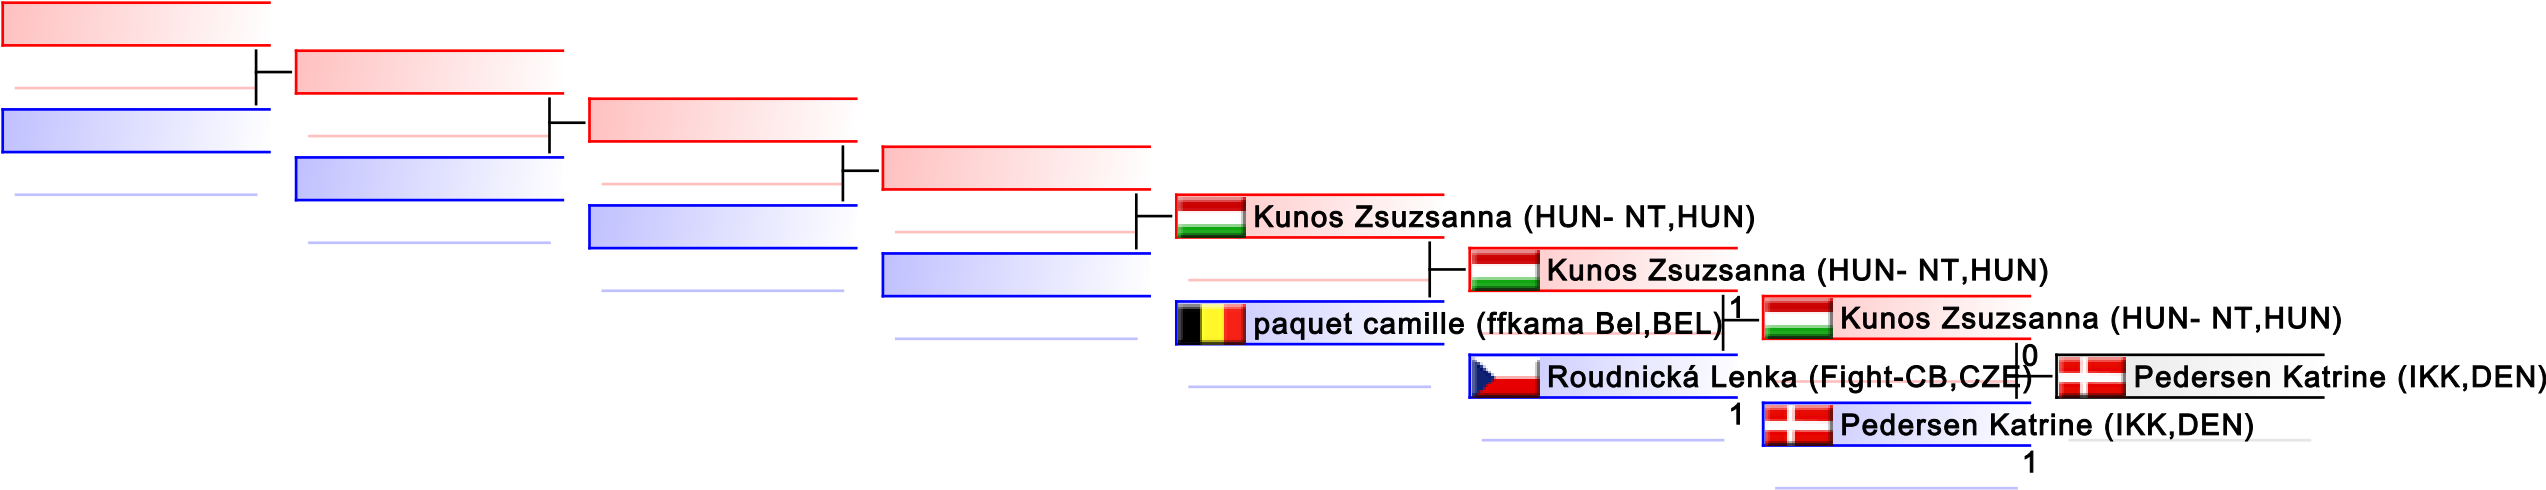 Kunos Zsuzsanna (HUN- NT,HUN)
Kunos Zsuzsanna (HUN- NT,HUN)
1
paquet camille (ffkama Bel,BEL)
Kunos Zsuzsanna (HUN- NT,HUN)
0
Roudnická Lenka (Fight-CB,CZE)
Pedersen Katrine (IKK,DEN)
1
Pedersen Katrine (IKK,DEN)
1